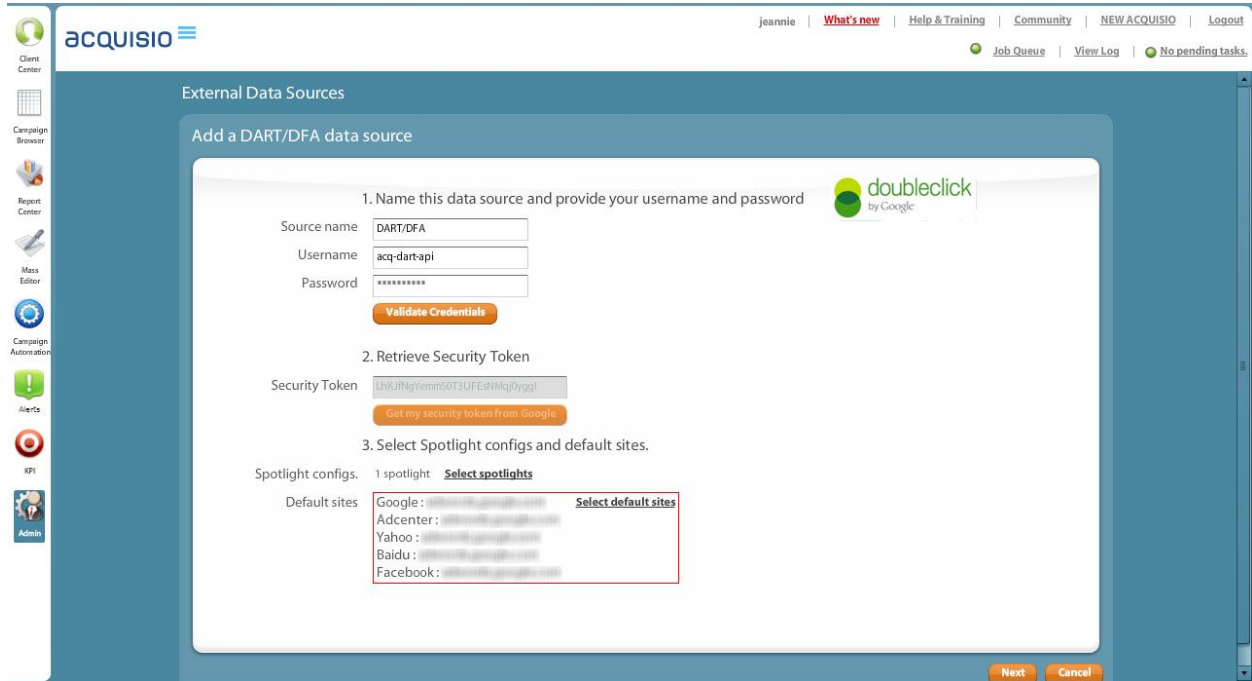 jeannie | What's new | Help & Training | Community | NEW ACQUISIO | Logout
Job Queue | View Log | No pending tasks.
acquisio
Client Center
Campaign Browser
Report Center
Mass Editor
Campaign Automation
Alerts
KPI
Admin
External Data Sources
Add a DART/DFA data source
doubleclick
by Google
1. Name this data source and provide your username and password
Source name DART/DFA
Username acq-dart-api
Password **********
Validate Credentials
2. Retrieve Security Token
Security Token
Get my security token from Google
3. Select Spotlight configs and default sites.
Spotlight configs. 1 spotlight Select spotlights
Default sites Google : Select default sites
Adcenter :
Yahoo :
Baidu :
Facebook :
Next Cancel